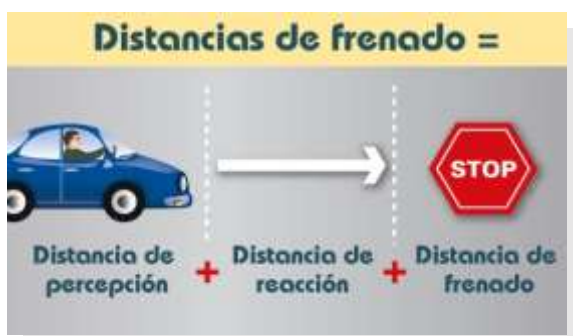 Distancias de frenado =
STOP
Distancia de percepción + Distancia de reacción + Distancia de frenado